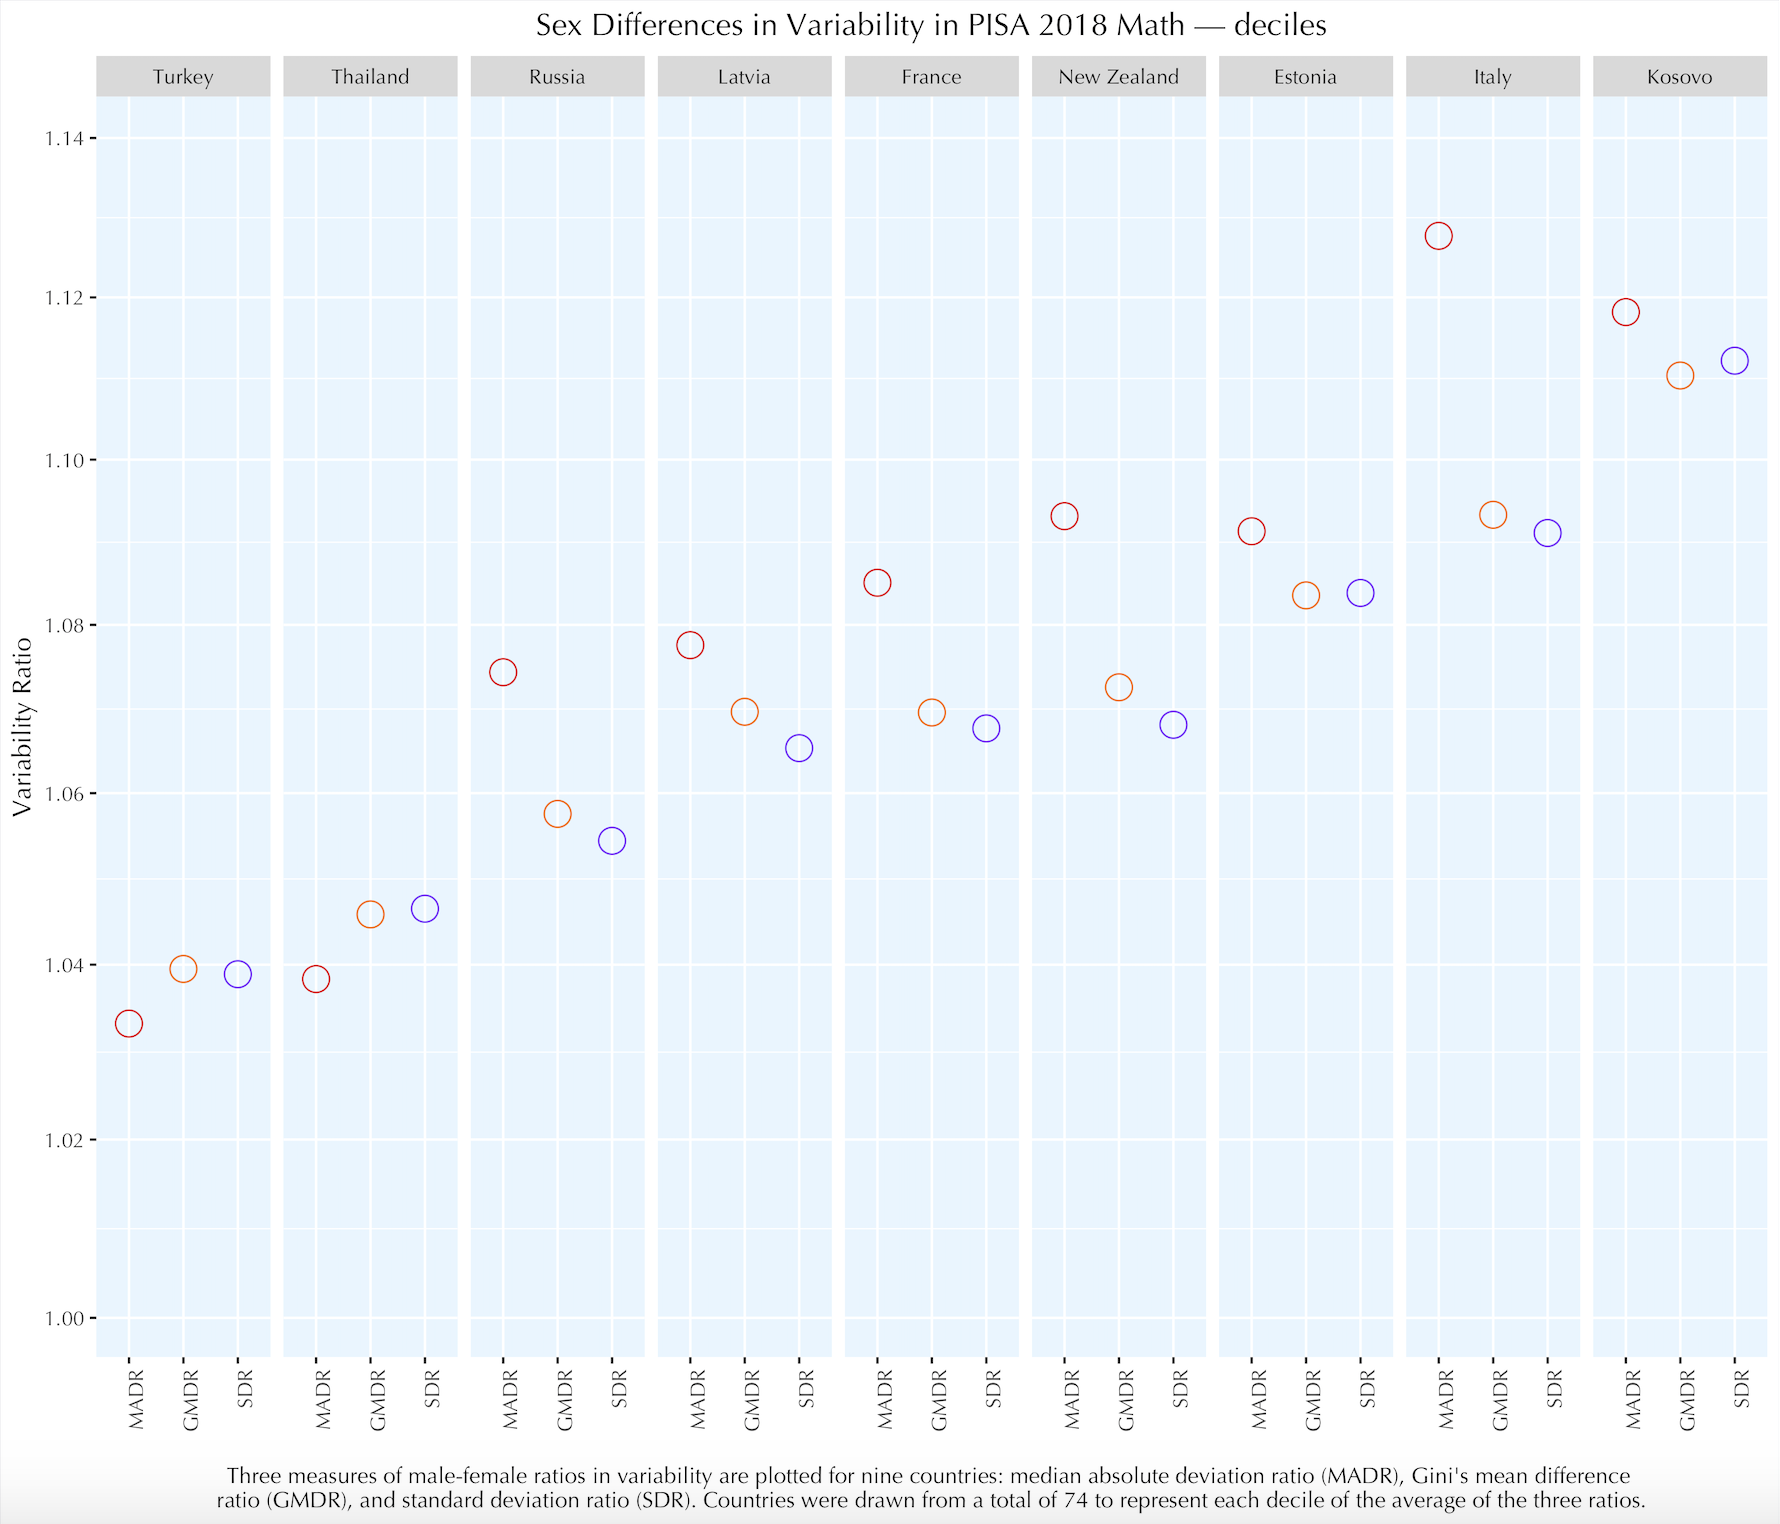 Sex Differences in Variability in PISA 2018 Math — deciles
Turkey Thailand Russia Latvia France New Zealand Estonia Italy Kosovo
1.14
1.12
1.10
1.08
1.06
1.04
1.02
1.00
Variability Ratio
MADR GMDR SDR MADR GMDR SDR MADR GMDR SDR MADR GMDR SDR MADR GMDR SDR MADR GMDR SDR MADR GMDR SDR MADR GMDR SDR MADR GMDR SDR
Three measures of male-female ratios in variability are plotted for nine countries: median absolute deviation ratio (MADR), Gini's mean difference
ratio (GMDR), and standard deviation ratio (SDR). Countries were drawn from a total of 74 to represent each decile of the average of the three ratios.